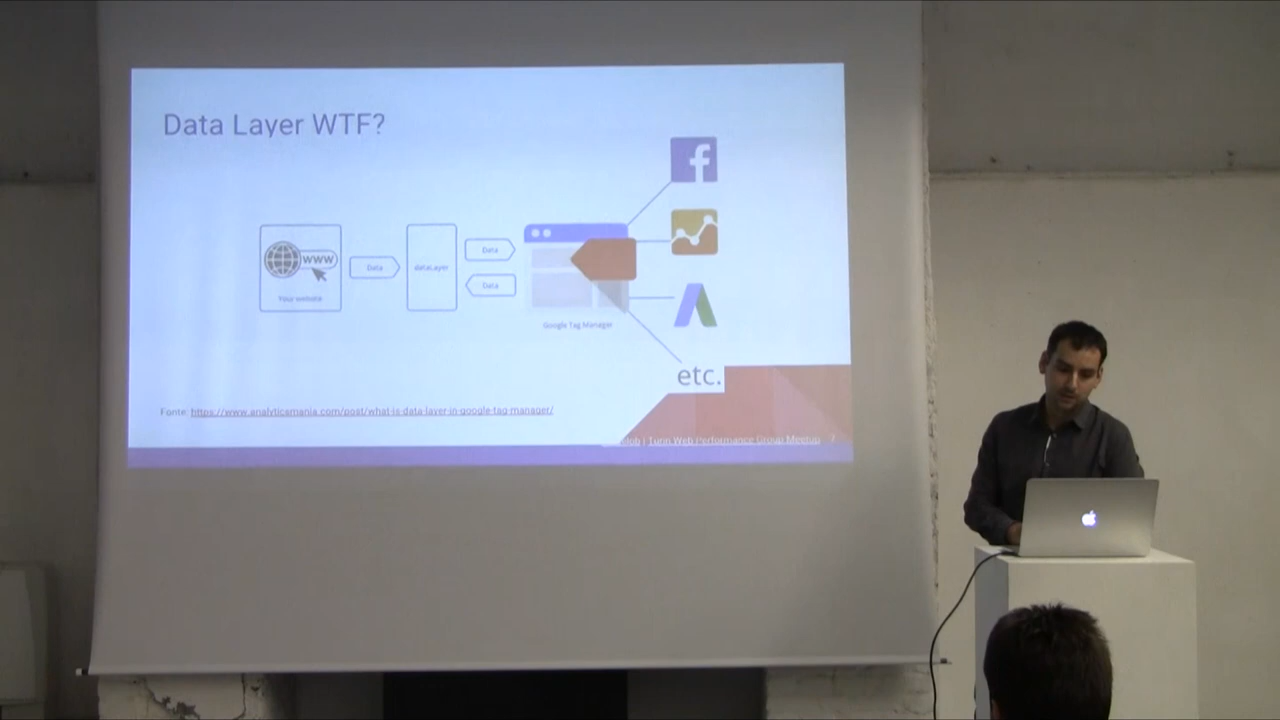 Data Layer WTF?
www
Your website
Data
dataLayer
Data
Data
Google Tag Manager
etc.
Fonte: https://www.analyticsmania.com/post/what-is-data-layer-in-google-tag-manager/
| Turin Web Performance Group Meetup 7